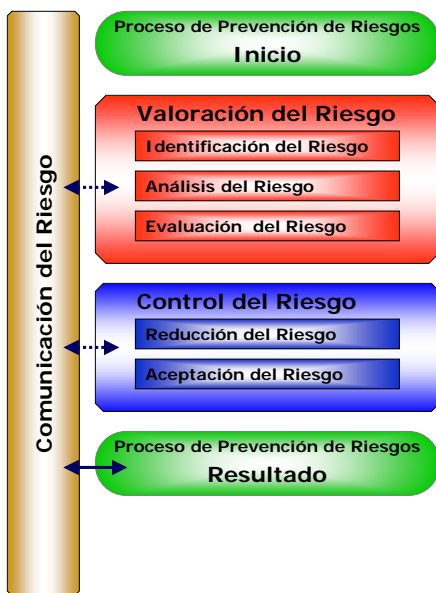 Comunicación del Riesgo
Proceso de Prevención de Riesgos
Inicio
Valoración del Riesgo
Identificación del Riesgo
Análisis del Riesgo
Evaluación del Riesgo
Control del Riesgo
Reducción del Riesgo
Aceptación del Riesgo
Proceso de Prevención de Riesgos
Resultado